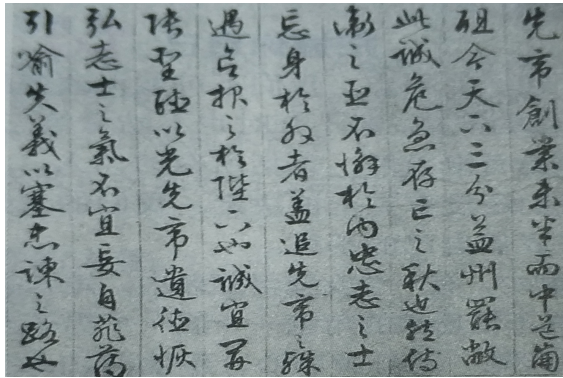 先帝創業未半而中道崩
殂今天下三分益州罷敝
此誠危急存亡之秋也然侍
衛之臣不懈於內忠志之士
忘身於外者蓋追先帝之殊
遇欲報之於陛下也誠宜開
張聖聽以光先帝遺德恢
弘志士之氣不宜妄自菲薄
引喻失義以塞忠諫之路也